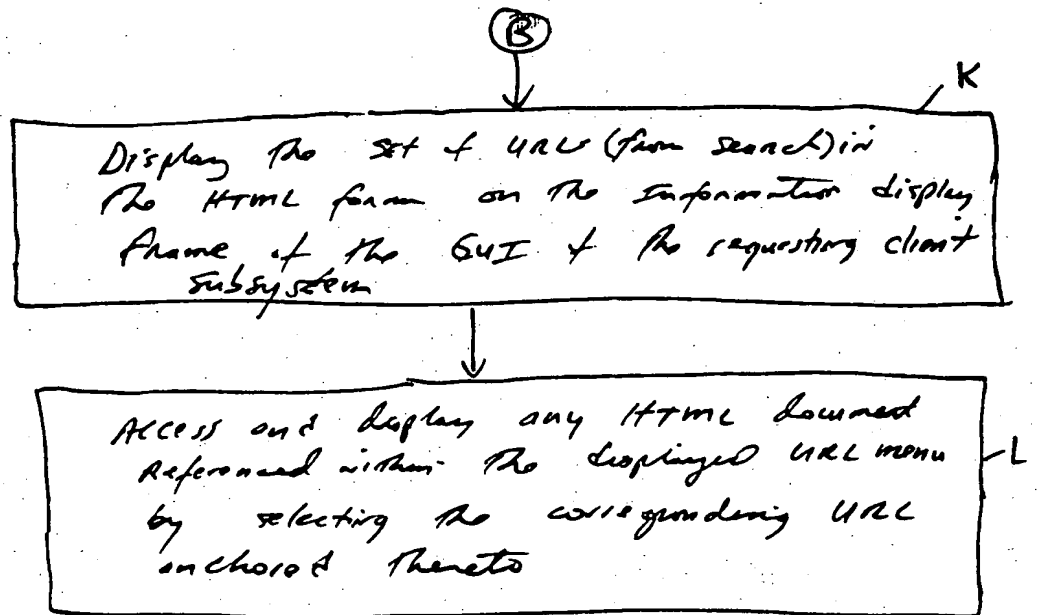 B
K
Display the set of URLs (from search) in
the HTML form on the Information display
frame of the GUI of the requesting client
subsystem
Access and display any HTML document
Referenced within the displayed URL menu
L
by selecting the corresponding URL
anchored thereto